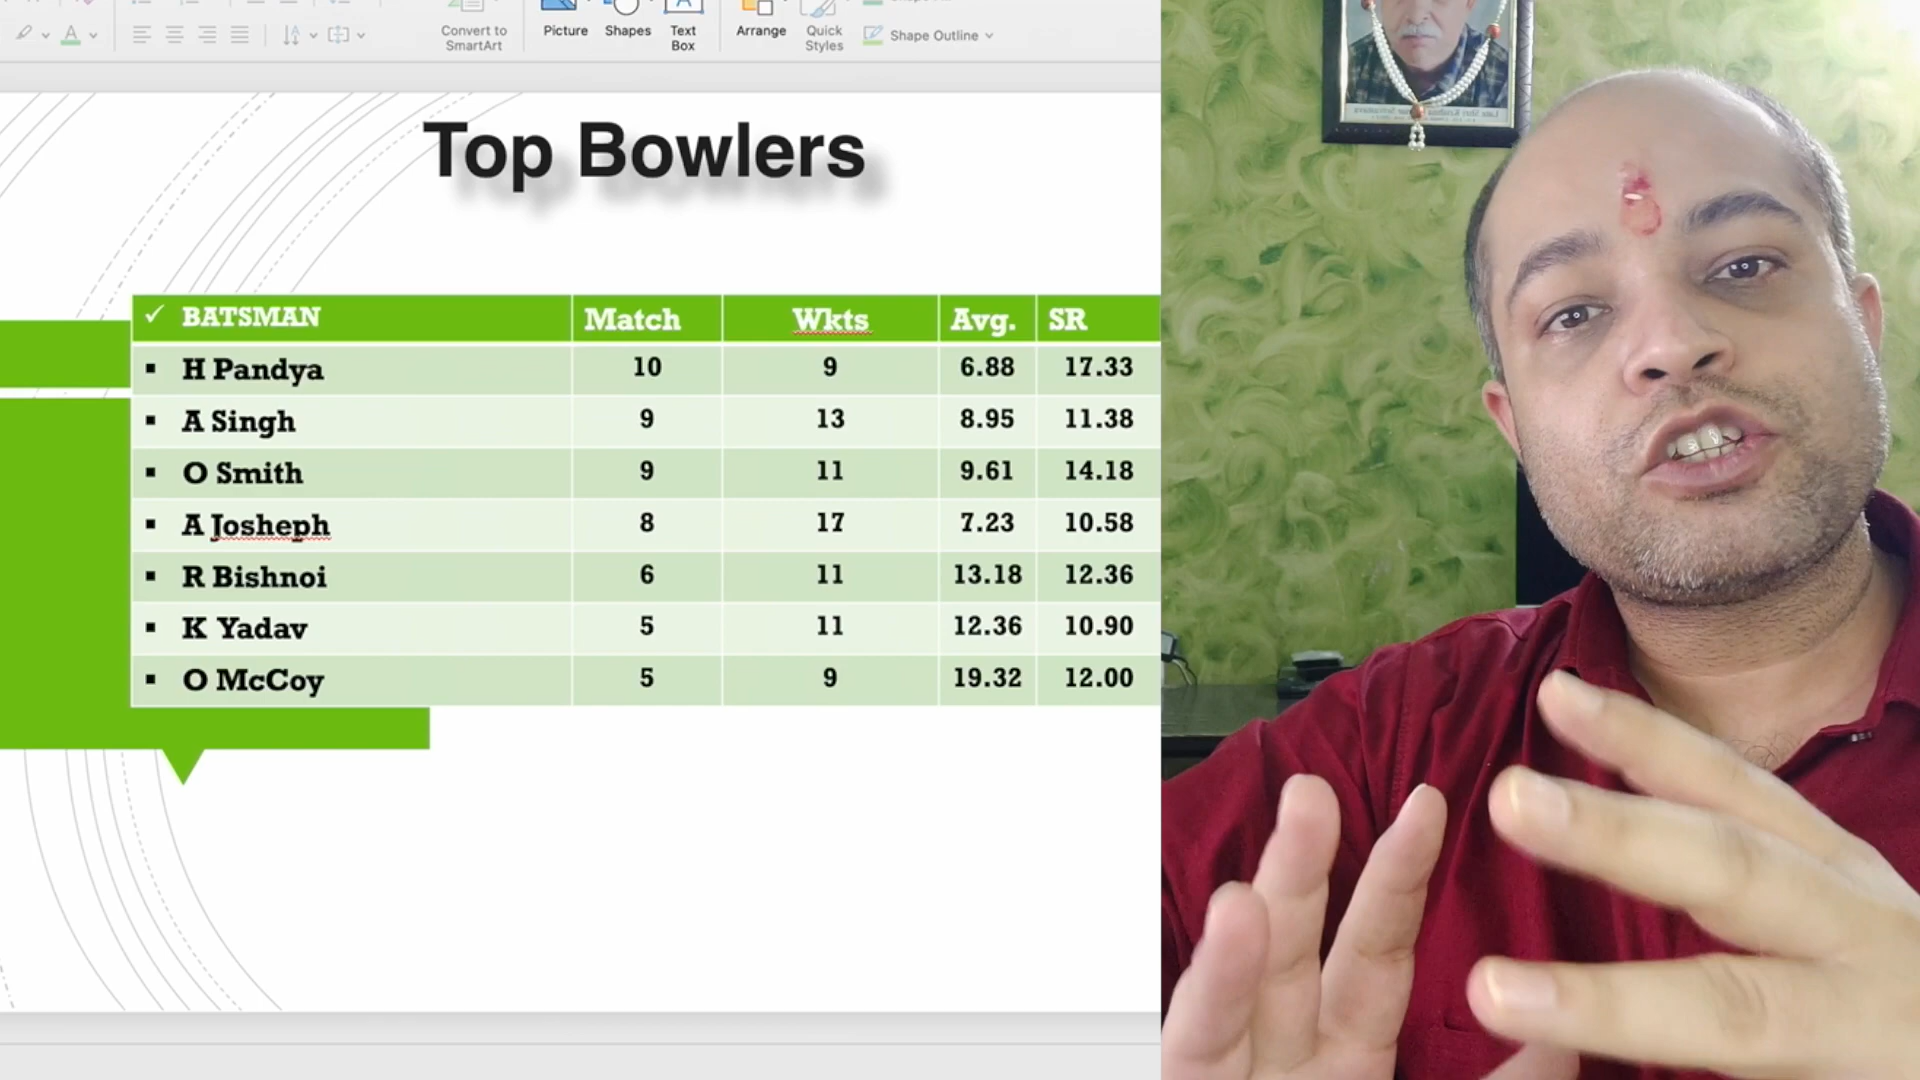 Convert to
SmartArt
Picture
Shapes
Text
Box
Arrange
Quick
Styles
Shape Outline
Top Bowlers
BATSMAN Match Wkts Avg. SR
H Pandya 10 9 6.88 17.33
A Singh 9 13 8.95 11.38
O Smith 9 11 9.61 14.18
A Josheph 8 17 7.23 10.58
R Bishnoi 6 11 13.18 12.36
K Yadav 5 11 12.36 10.90
O McCoy 5 9 19.32 12.00